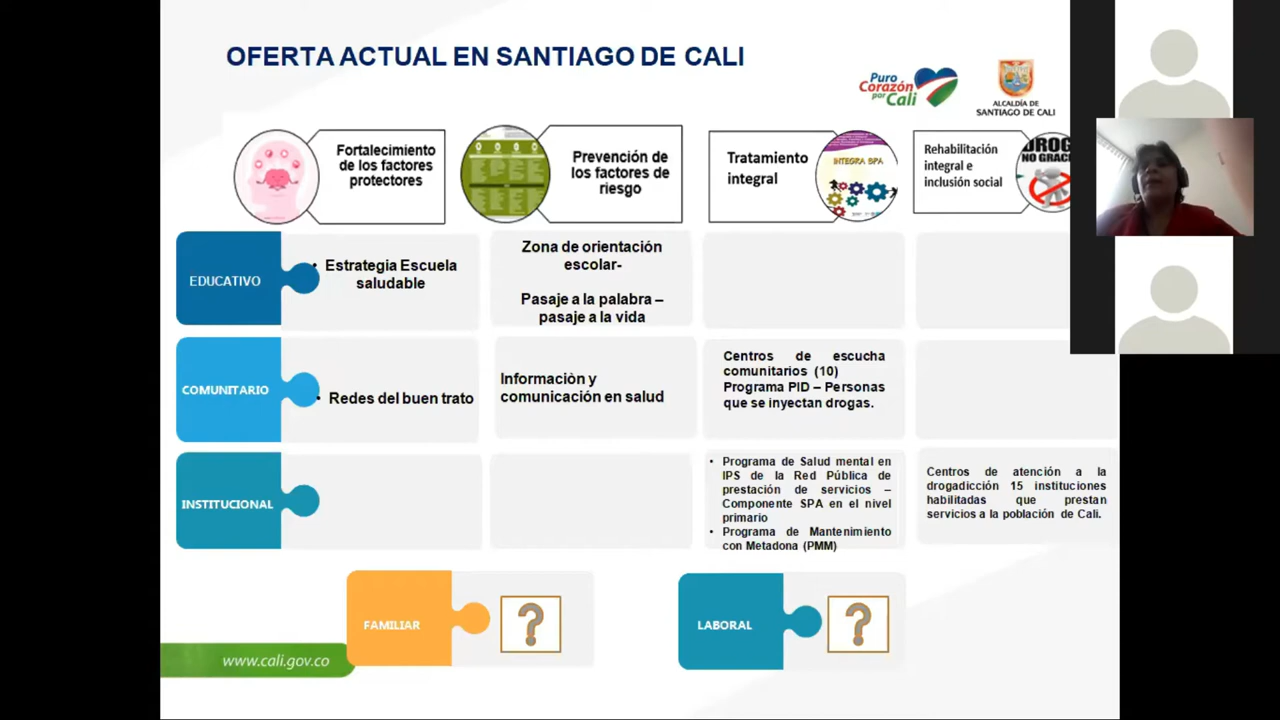 OFERTA ACTUAL EN SANTIAGO DE CALI
Puro
Corazón
por Cali
ALCALDÍA DE
SANTIAGO DE CALI
Fortalecimiento
de los factores
protectores
Prevención de
los factores de
riesgo
Tratamiento
integral
INTEGRA SPA
Rehabilitación
integral e
inclusión social
DROG
NO GRAC
EDUCATIVO
• Estrategia Escuela
saludable
Zona de orientación
escolar-
Pasaje a la palabra –
pasaje a la vida
COMUNITARIO
• Redes del buen trato
Informaciòn y
comunicación en salud
Centros de escucha
comunitarios (10)
Programa PID – Personas
que se inyectan drogas.
INSTITUCIONAL
• Programa de Salud mental en
IPS de la Red Pública de
prestación de servicios –
Componente SPA en el nivel
primario
• Programa de Mantenimiento
con Metadona (PMM)
Centros de atención a la
drogadicción 15 instituciones
habilitadas que prestan
servicios a la población de Cali.
FAMILIAR
?
LABORAL
?
www.cali.gov.co